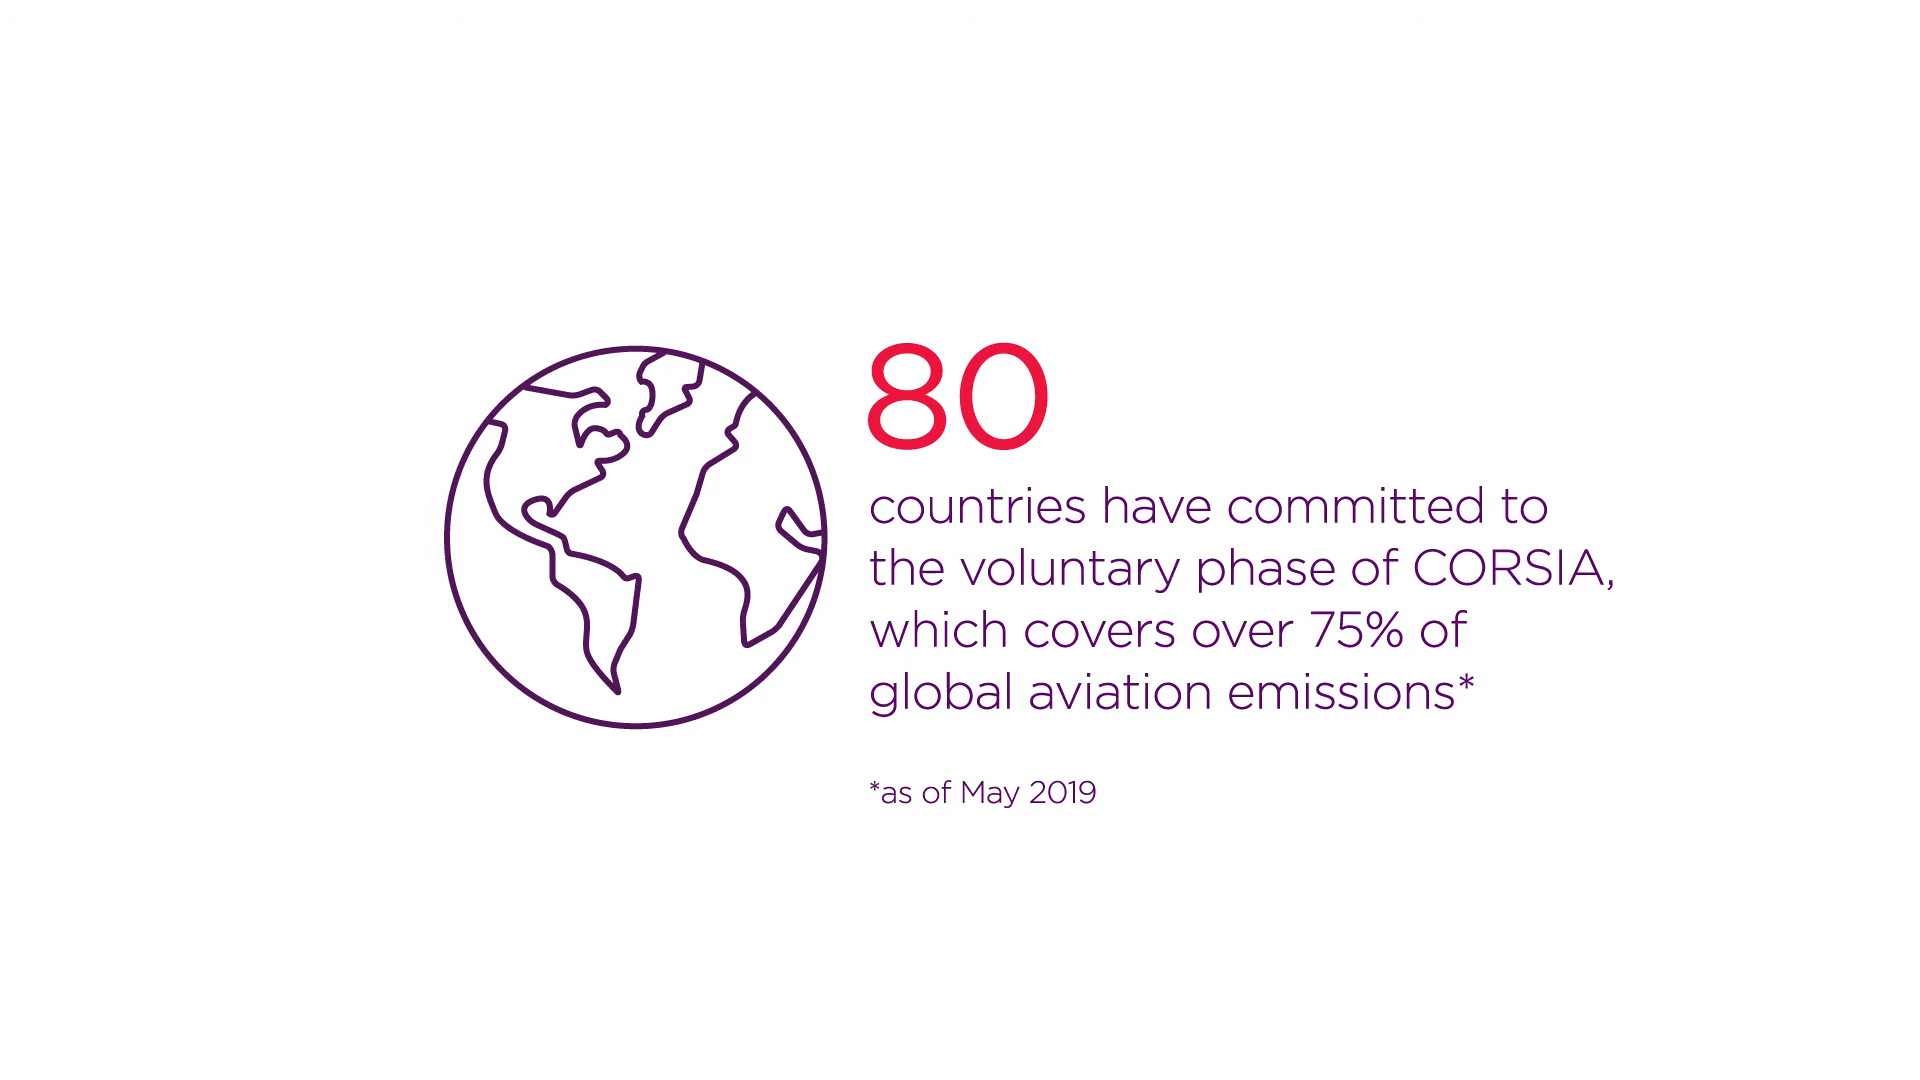 80
countries have committed to
the voluntary phase of CORSIA,
which covers over 75% of
global aviation emissions*
*as of May 2019